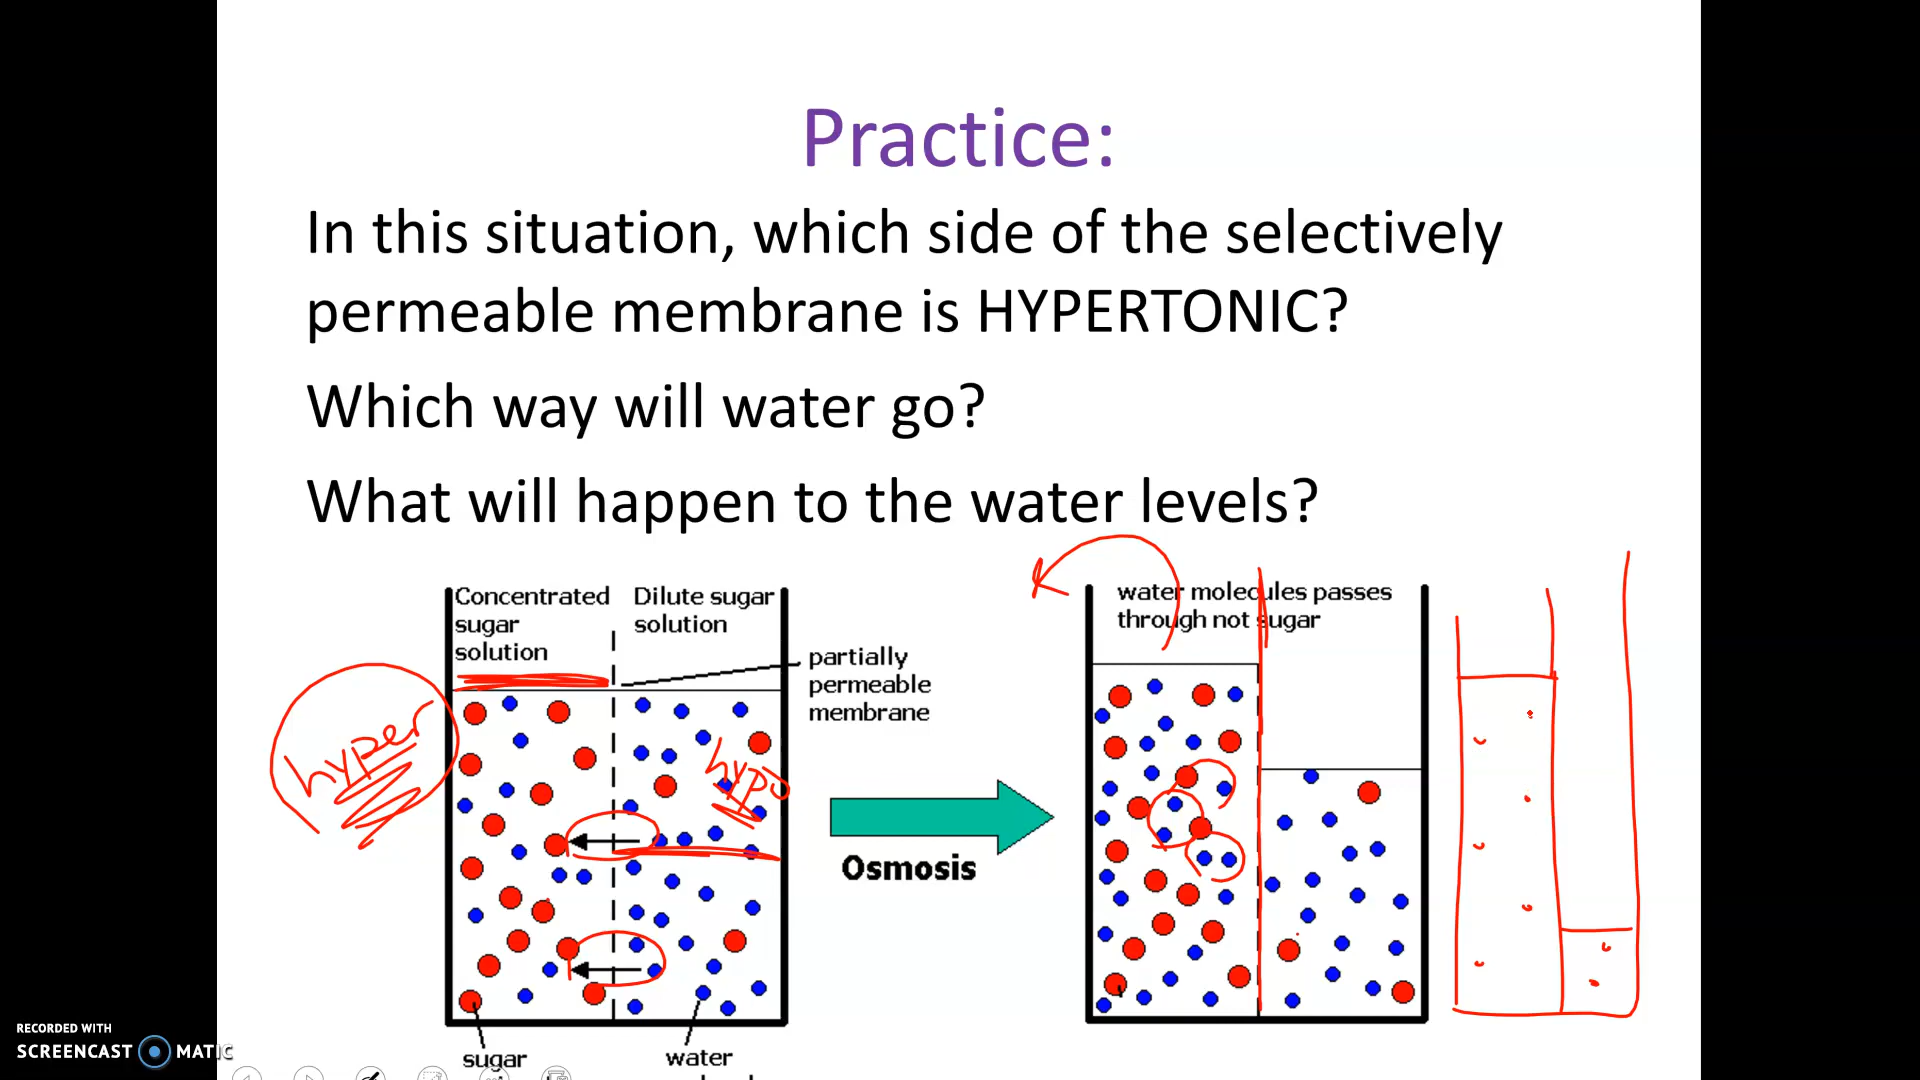 Practice:
In this situation, which side of the selectively
permeable membrane is HYPERTONIC?
Which way will water go?
What will happen to the water levels?
Concentrated
sugar
solution
Dilute sugar
solution
partially
permeable
membrane
hyper
hypo
Osmosis
water molecules passes
through not sugar
sugar
water
RECORDED WITH
SCREENCAST MATIC